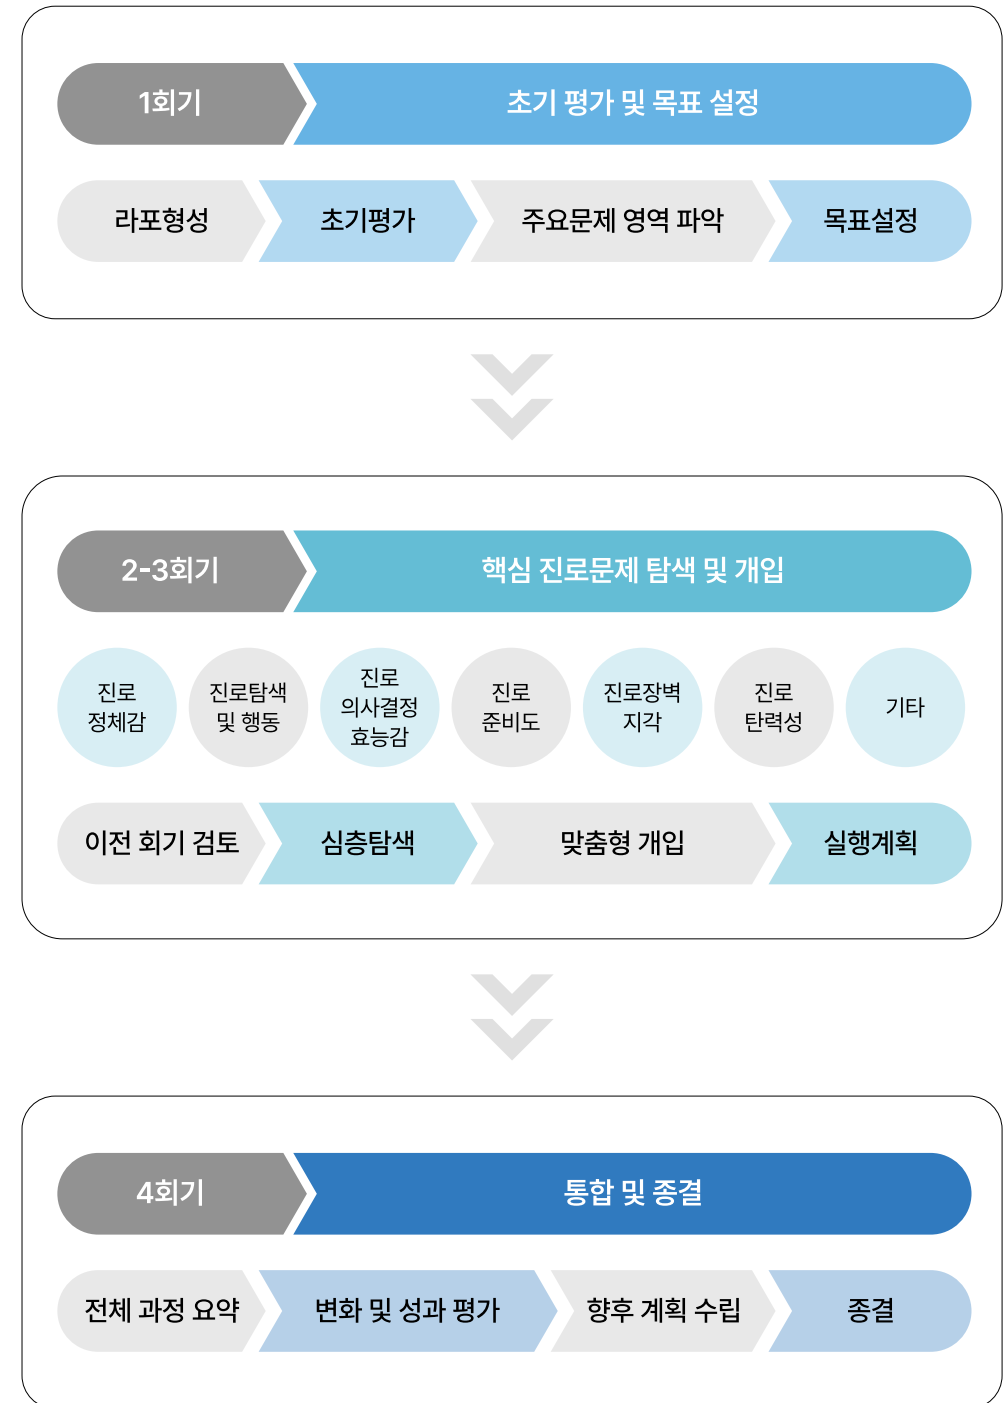 1회기
초기 평가 및 목표 설정
라포형성
초기평가
주요문제 영역 파악
목표설정
2-3회기
핵심 진로문제 탐색 및 개입
진로
정체감
진로탐색
및 행동
진로
의사결정
효능감
진로
준비도
진로장벽
지각
진로
탄력성
기타
이전 회기 검토
심층탐색
맞춤형 개입
실행계획
4회기
통합 및 종결
전체 과정 요약
변화 및 성과 평가
향후 계획 수립
종결